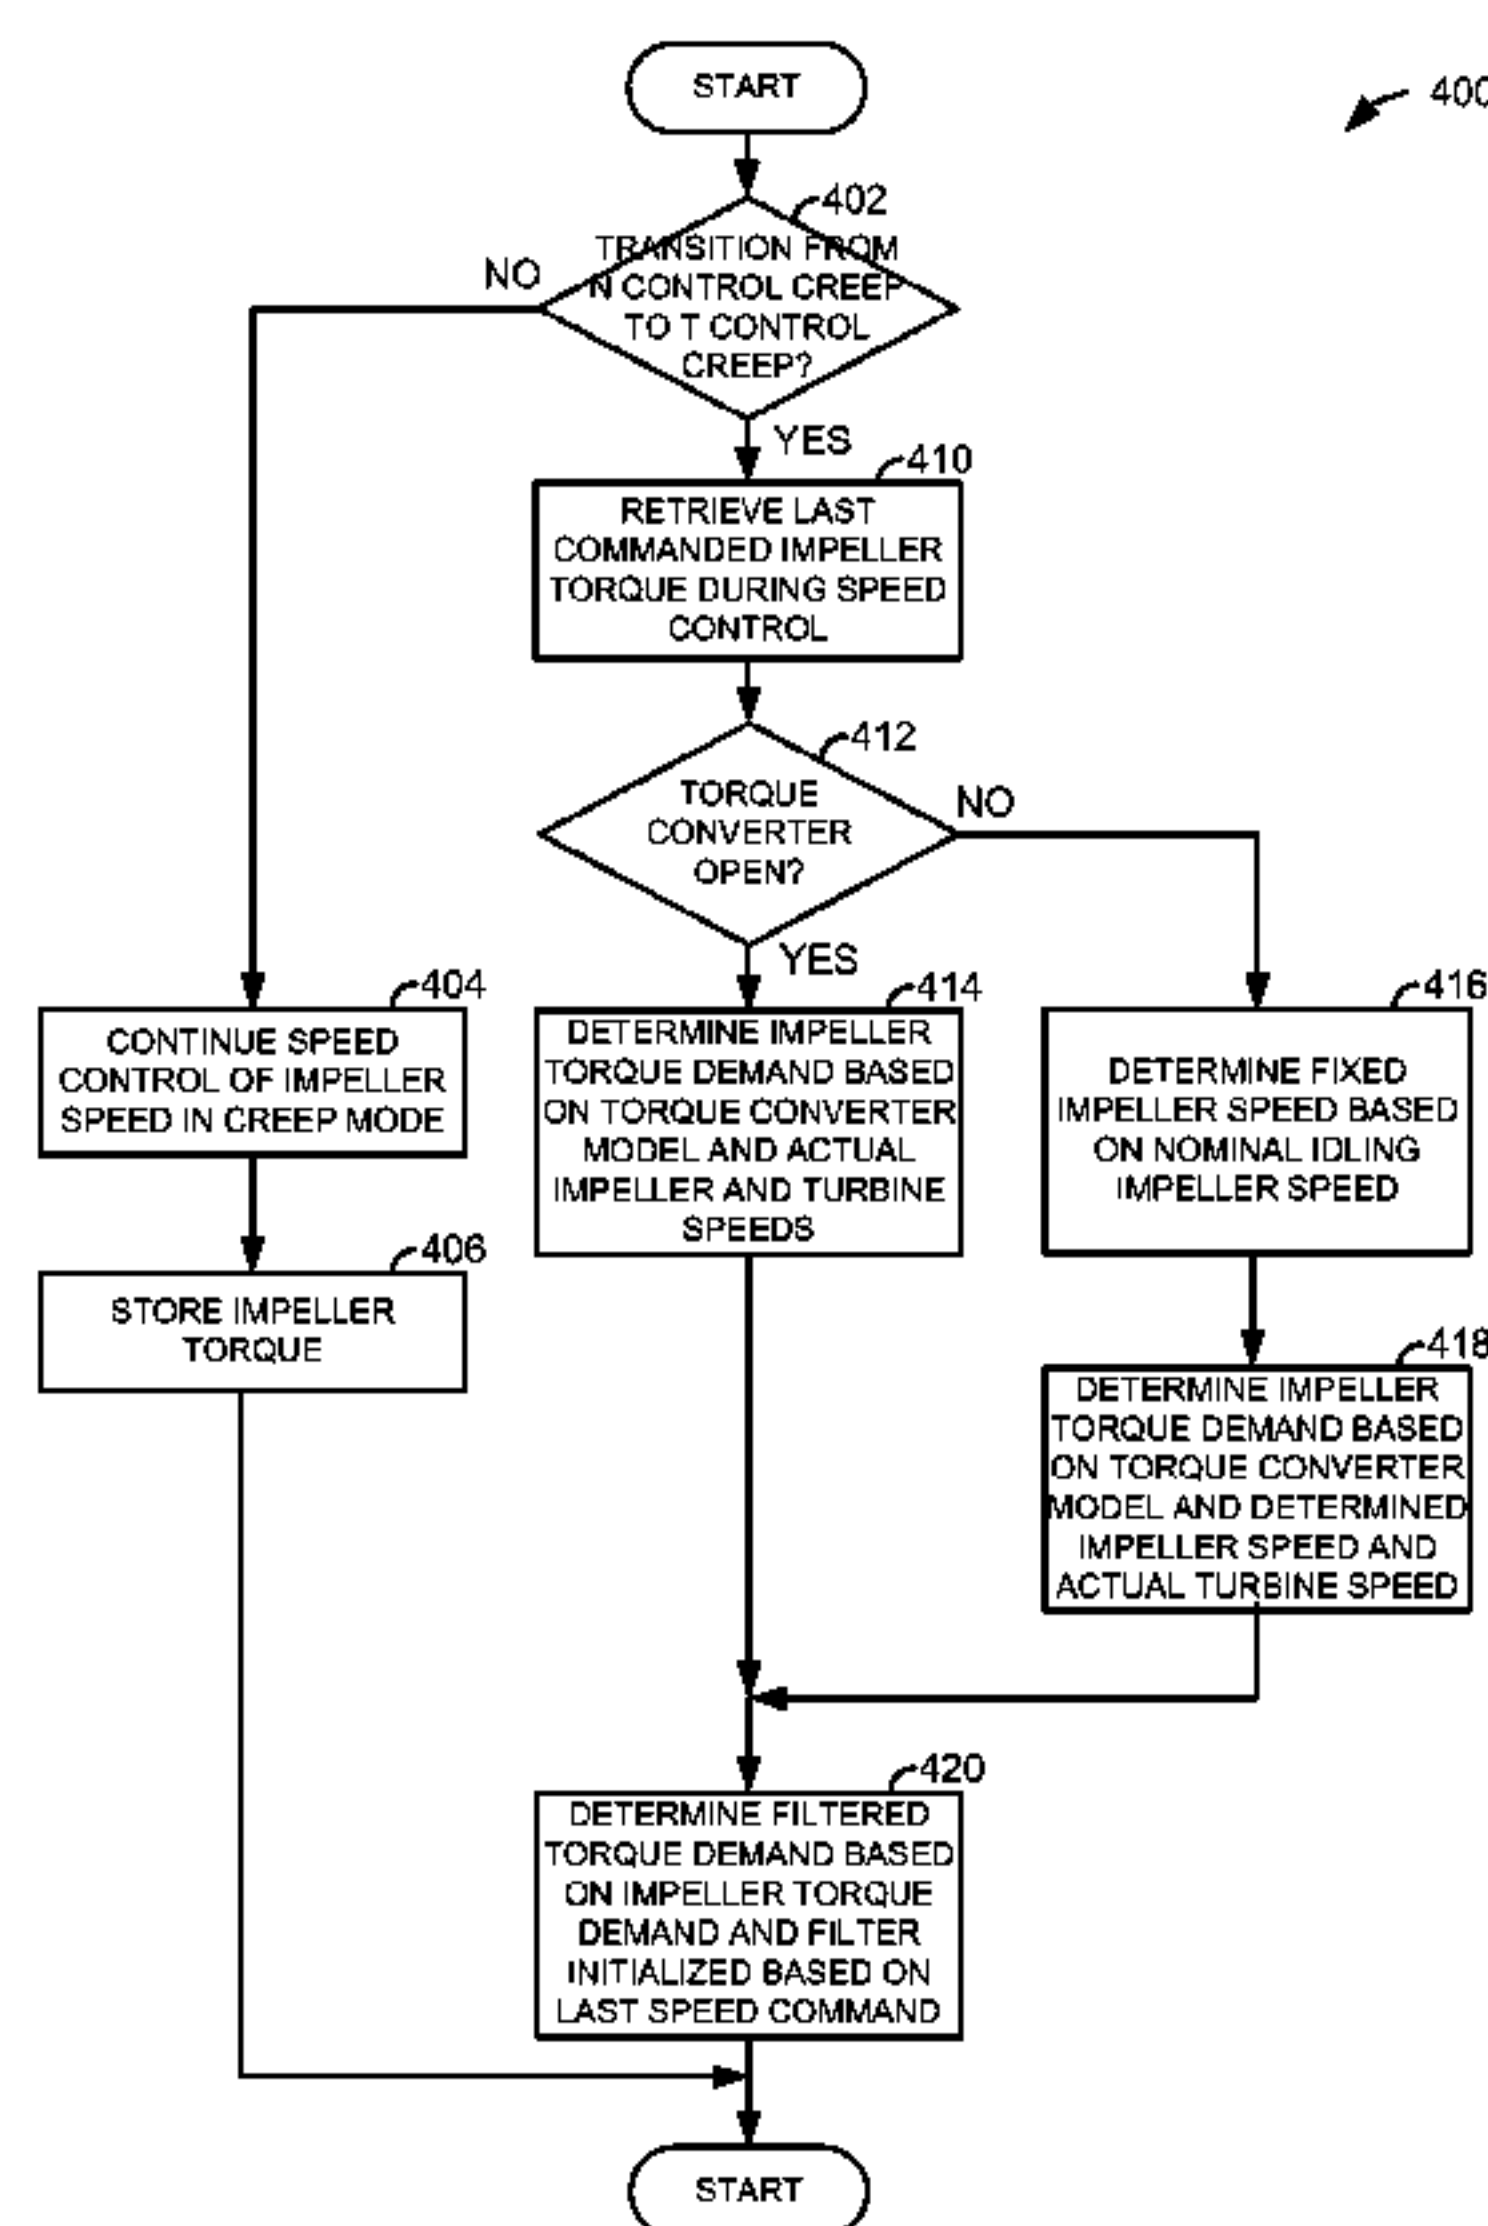 START
400
402
TRANSITION FROM
N CONTROL CREEP
TO T CONTROL
CREEP?
NO
YES
410
RETRIEVE LAST
COMMANDED IMPELLER
TORQUE DURING SPEED
CONTROL
412
TORQUE
CONVERTER
OPEN?
NO
YES
404
CONTINUE SPEED
CONTROL OF IMPELLER
SPEED IN CREEP MODE
406
STORE IMPELLER
TORQUE
414
DETERMINE IMPELLER
TORQUE DEMAND BASED
ON TORQUE CONVERTER
MODEL AND ACTUAL
IMPELLER AND TURBINE
SPEEDS
416
DETERMINE FIXED
IMPELLER SPEED BASED
ON NOMINAL IDLING
IMPELLER SPEED
418
DETERMINE IMPELLER
TORQUE DEMAND BASED
ON TORQUE CONVERTER
MODEL AND DETERMINED
IMPELLER SPEED AND
ACTUAL TURBINE SPEED
420
DETERMINE FILTERED
TORQUE DEMAND BASED
ON IMPELLER TORQUE
DEMAND AND FILTER
INITIALIZED BASED ON
LAST SPEED COMMAND
START